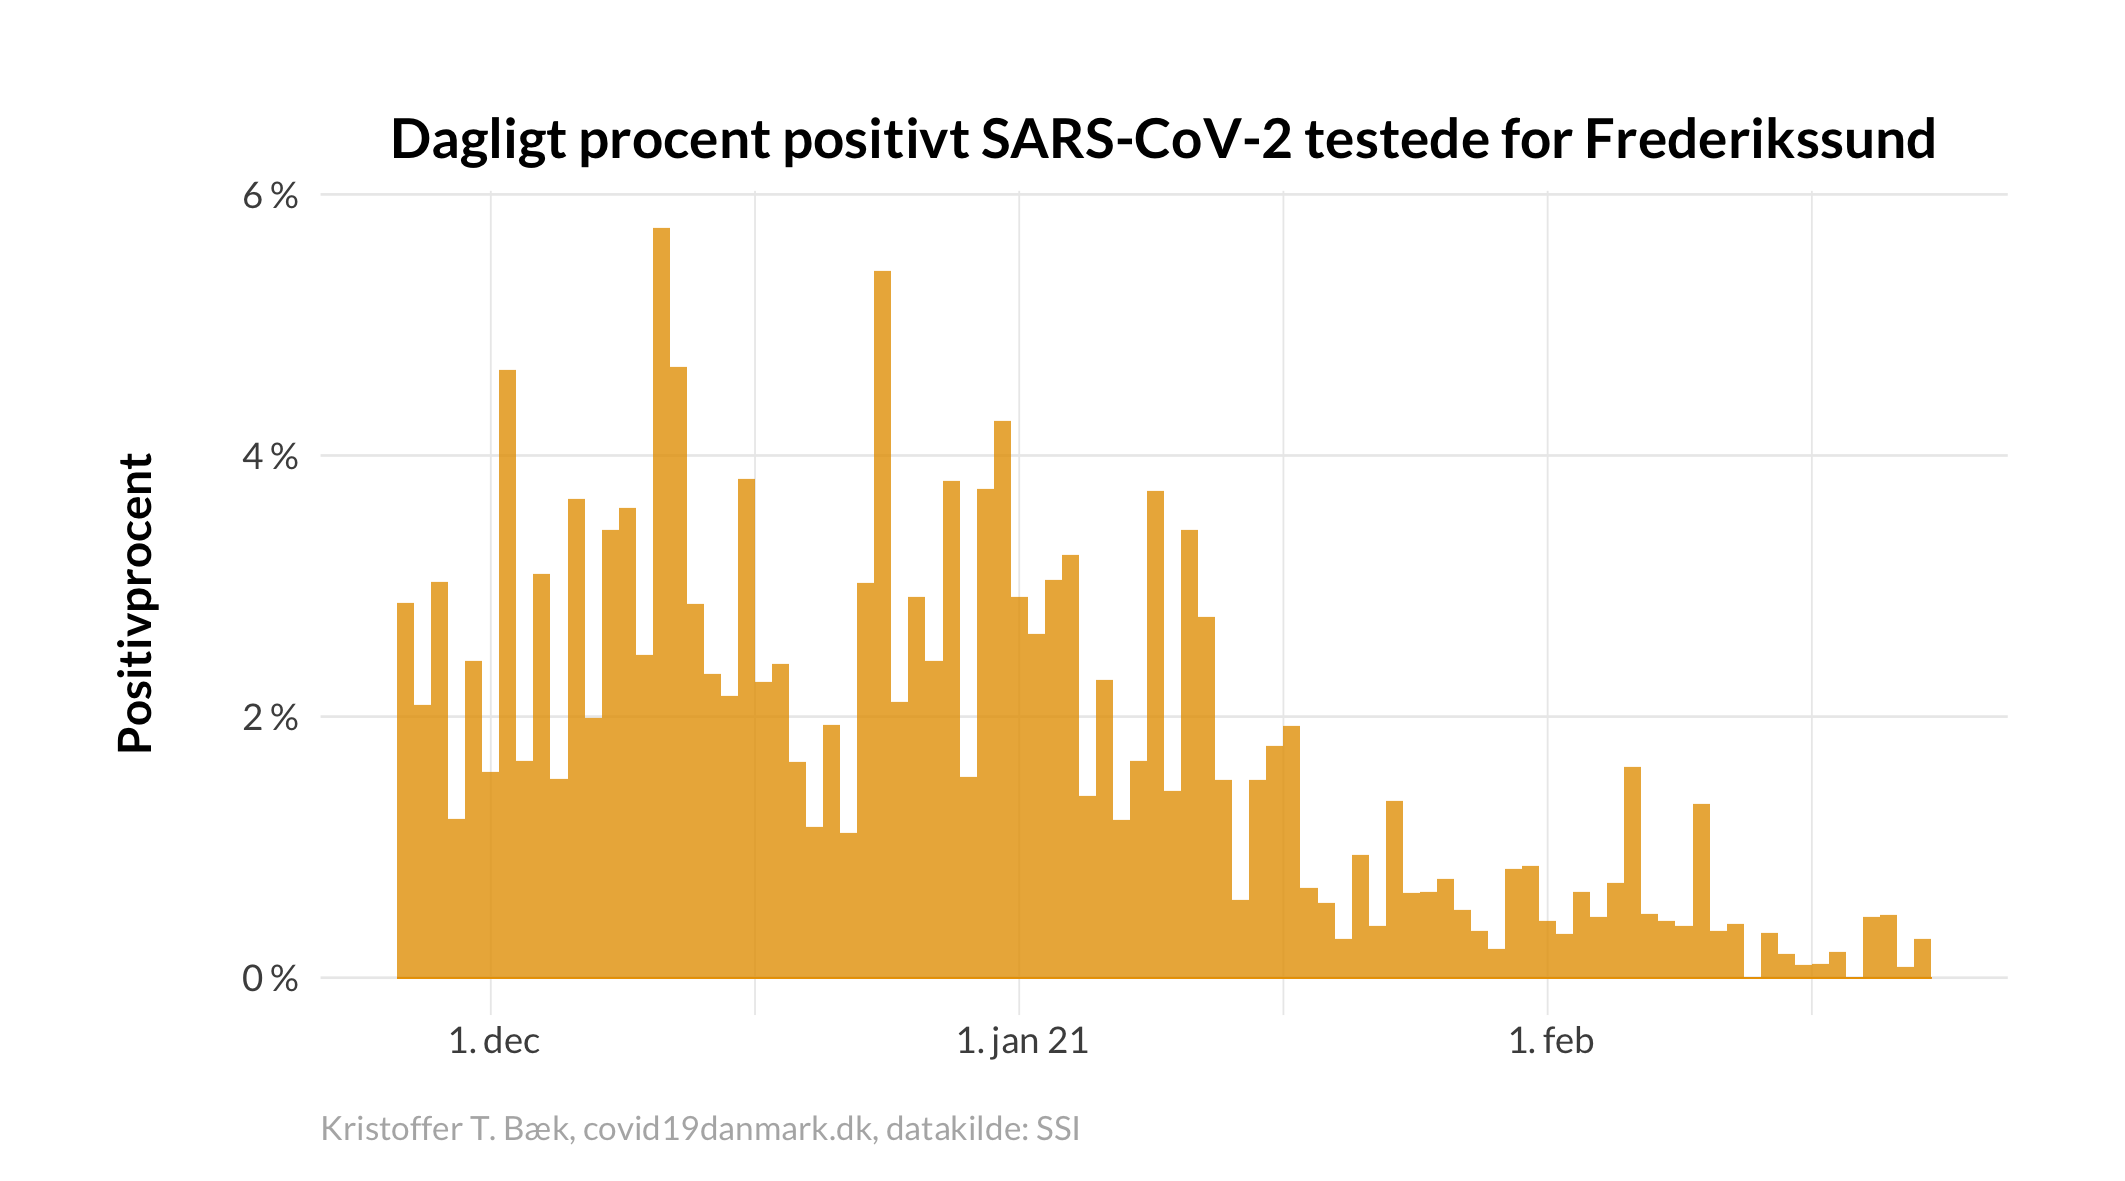 Dagligt procent positivt SARS-CoV-2 testede for Frederikssund
6 %
4 %
2 %
0 %
Positivprocent
1. dec
1. jan 21
1. feb
Kristoffer T. Bæk, covid19danmark.dk, datakilde: SSI